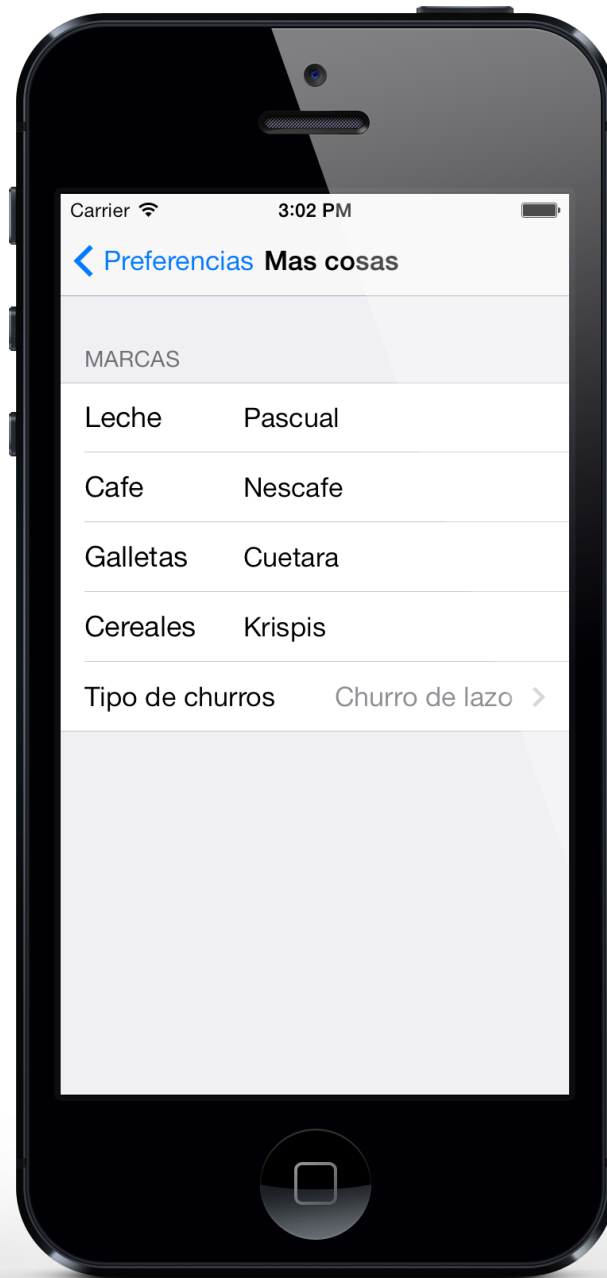 Carrier 3:02 PM
Preferencias Mas cosas
MARCAS
Leche Pascual
Cafe Nescafe
Galletas Cuetara
Cereales Krispis
Tipo de churros Churro de lazo